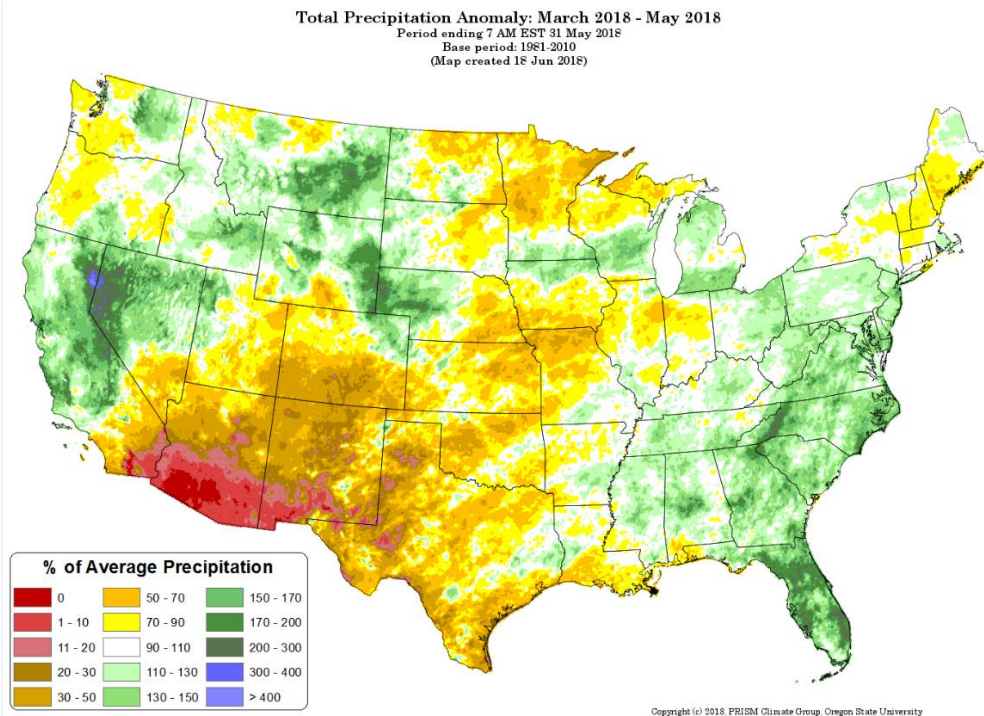 Total Precipitation Anomaly: March 2018 - May 2018
Period ending 7 AM EST 31 May 2018
Base period: 1981-2010
(Map created 18 Jun 2018)
% of Average Precipitation
0
1 - 10
11 - 20
20 - 30
30 - 50
50 - 70
70 - 90
90 - 110
110 - 130
130 - 150
150 - 170
170 - 200
200 - 300
300 - 400
> 400
Copyright (c) 2018, PRISM Climate Group, Oregon State University